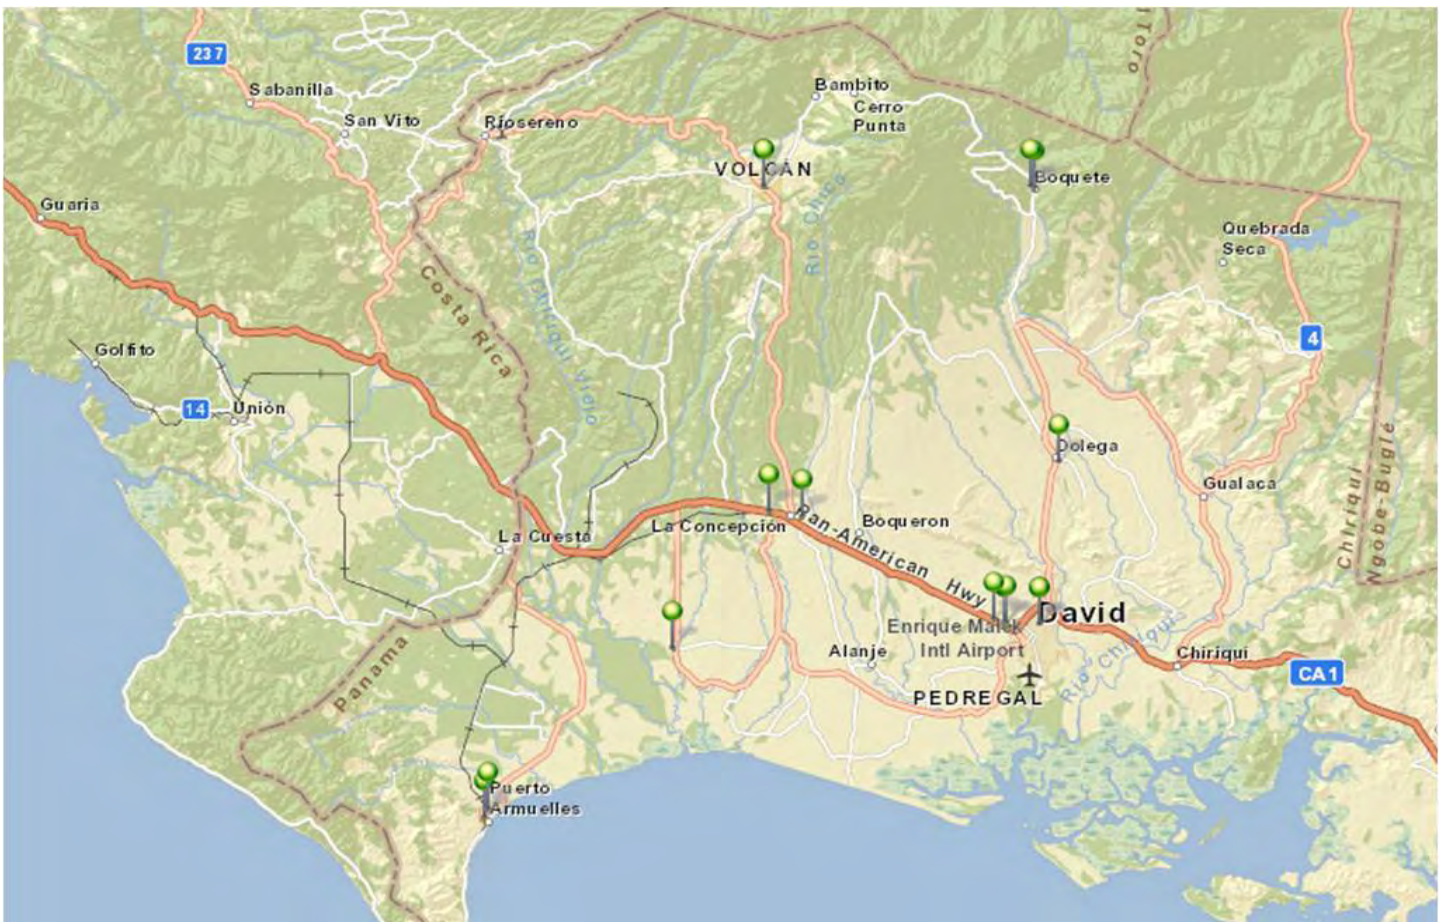 Toro
237
Sabanilla
San Vito
Ríosereno
Bambito
Cerro
Punta
VOLCÁN
Boquete
Guaria
Río Chico
Quebrada
Seca
Costa Rica
Río Chiriquí Viejo
Golfito
4
14
Unión
Dolega
Gualaca
Chiriquí
Ngobe-Buglé
La Concepción
Pan-American Hwy
Boqueron
La Cuesta
David
Enrique Malek
Intl Airport
Alanje
Río Chiriquí
Chiriquí
Panama
CA1
PEDREGAL
Puerto
Armuelles